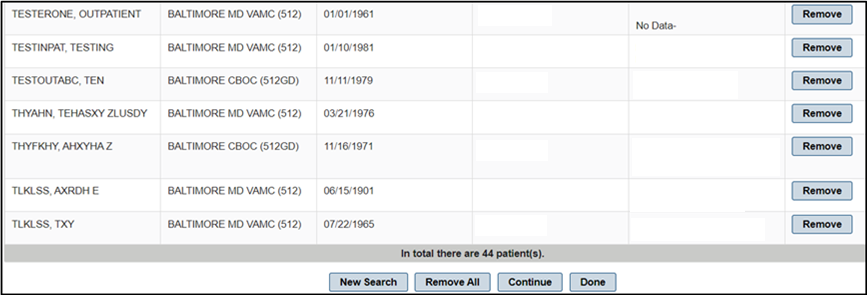 TESTERONE, OUTPATIENT BALTIMORE MD VAMC (512) 01/01/1961 No Data- Remove
TESTINPAT, TESTING BALTIMORE MD VAMC (512) 01/10/1981 Remove
TESTOUTABC, TEN BALTIMORE CBOC (512GD) 11/11/1979 Remove
THYAHN, TEHASXY ZLUSDY BALTIMORE MD VAMC (512) 03/21/1976 Remove
THYFKHY, AHXYHA Z BALTIMORE CBOC (512GD) 11/16/1971 Remove
TLKLSS, AXRDH E BALTIMORE MD VAMC (512) 06/15/1901 Remove
TLKLSS, TXY BALTIMORE MD VAMC (512) 07/22/1965 Remove
In total there are 44 patient(s).
New Search Remove All Continue Done